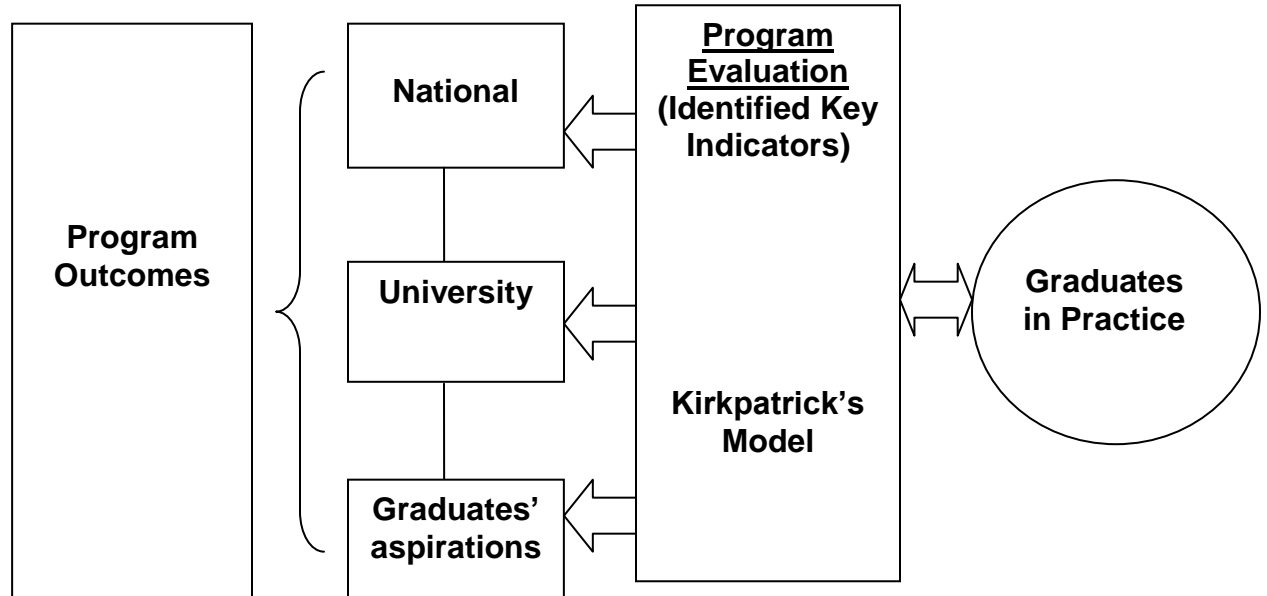 Program
Outcomes
National
University
Graduates’
aspirations
Program
Evaluation
(Identified Key
Indicators)
Kirkpatrick’s
Model
Graduates
in Practice